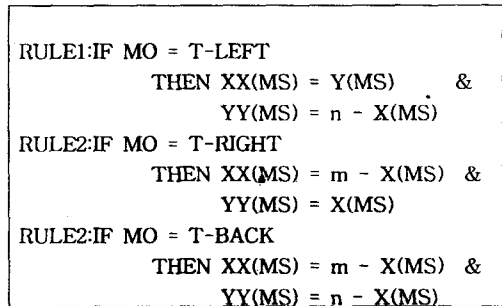 RULE1:IF MO = T-LEFT
THEN XX(MS) = Y(MS) &
YY(MS) = n - X(MS)
RULE2:IF MO = T-RIGHT
THEN XX(MS) = m - X(MS) &
YY(MS) = X(MS)
RULE2:IF MO = T-BACK
THEN XX(MS) = m - X(MS) &
YY(MS) = n - X(MS)